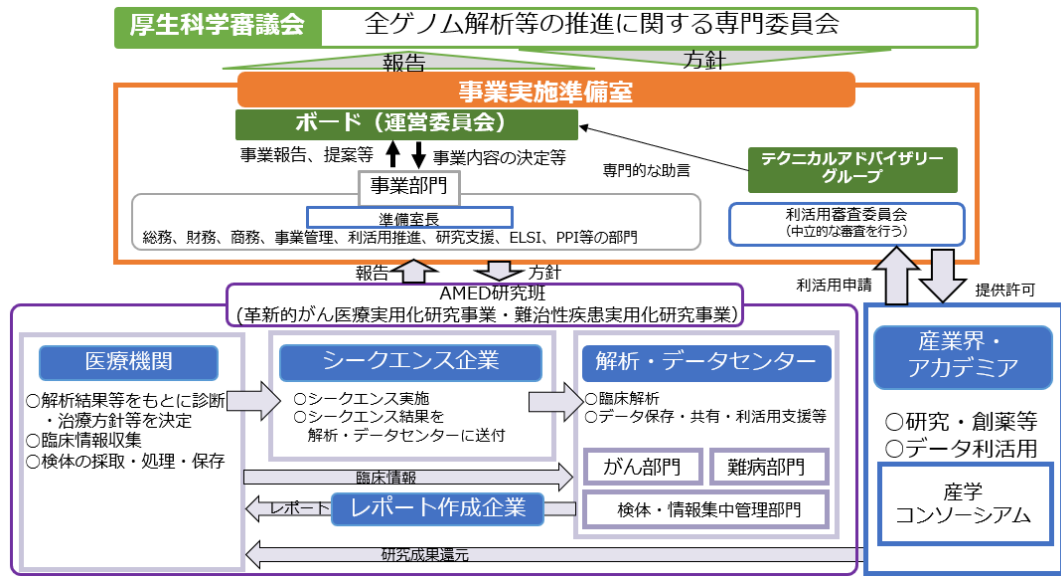 厚生科学審議会
全ゲノム解析等の推進に関する専門委員会
報告
方針
事業実施準備室
ボード（運営委員会）
事業報告、提案等
事業内容の決定等
専門的な助言
テクニカルアドバイザリー
グループ
事業部門
準備室長
総務、財務、商務、事業管理、利活用推進、研究支援、ELSI、PPI等の部門
利活用審査委員会
（中立的な審査を行う）
報告
方針
利活用申請
提供許可
AMED研究班
（革新的がん医療実用化研究事業・難治性疾患実用化研究事業）
医療機関
○解析結果等をもとに診断
・治療方針等を決定
○臨床情報収集
○検体の採取・処理・保存
シークエンス企業
○シークエンス実施
○シークエンス結果を
解析・データセンターに送付
解析・データセンター
○臨床解析
○データ保存・共有・利活用支援等
がん部門
難病部門
検体・情報集中管理部門
臨床情報
レポート
レポート作成企業
研究成果還元
産業界・
アカデミア
○研究・創薬等
○データ利活用
産学
コンソーシアム